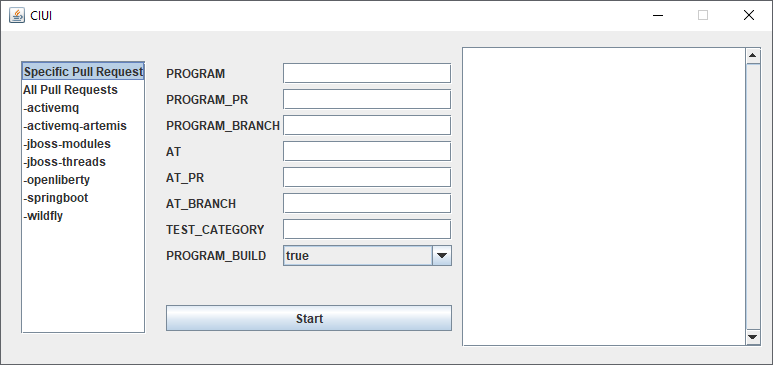 CIUI
Specific Pull Request
All Pull Requests
-activemq
-activemq-artemis
-jboss-modules
-jboss-threads
-openliberty
-springboot
-wildfly
PROGRAM
PROGRAM_PR
PROGRAM_BRANCH
AT
AT_PR
AT_BRANCH
TEST_CATEGORY
PROGRAM_BUILD true
Start